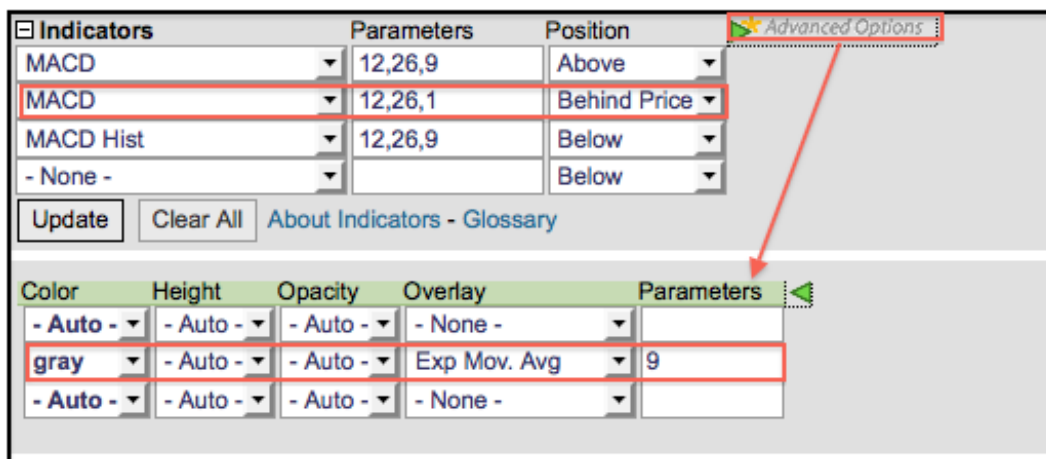 Indicators Parameters Position Advanced Options
MACD 12,26,9 Above
MACD 12,26,1 Behind Price
MACD Hist 12,26,9 Below
- None - Below
Update Clear All About Indicators - Glossary
Color Height Opacity Overlay Parameters
- Auto - - Auto - - Auto - - None -
gray - Auto - - Auto - Exp Mov. Avg 9
- Auto - - Auto - - Auto - - None -